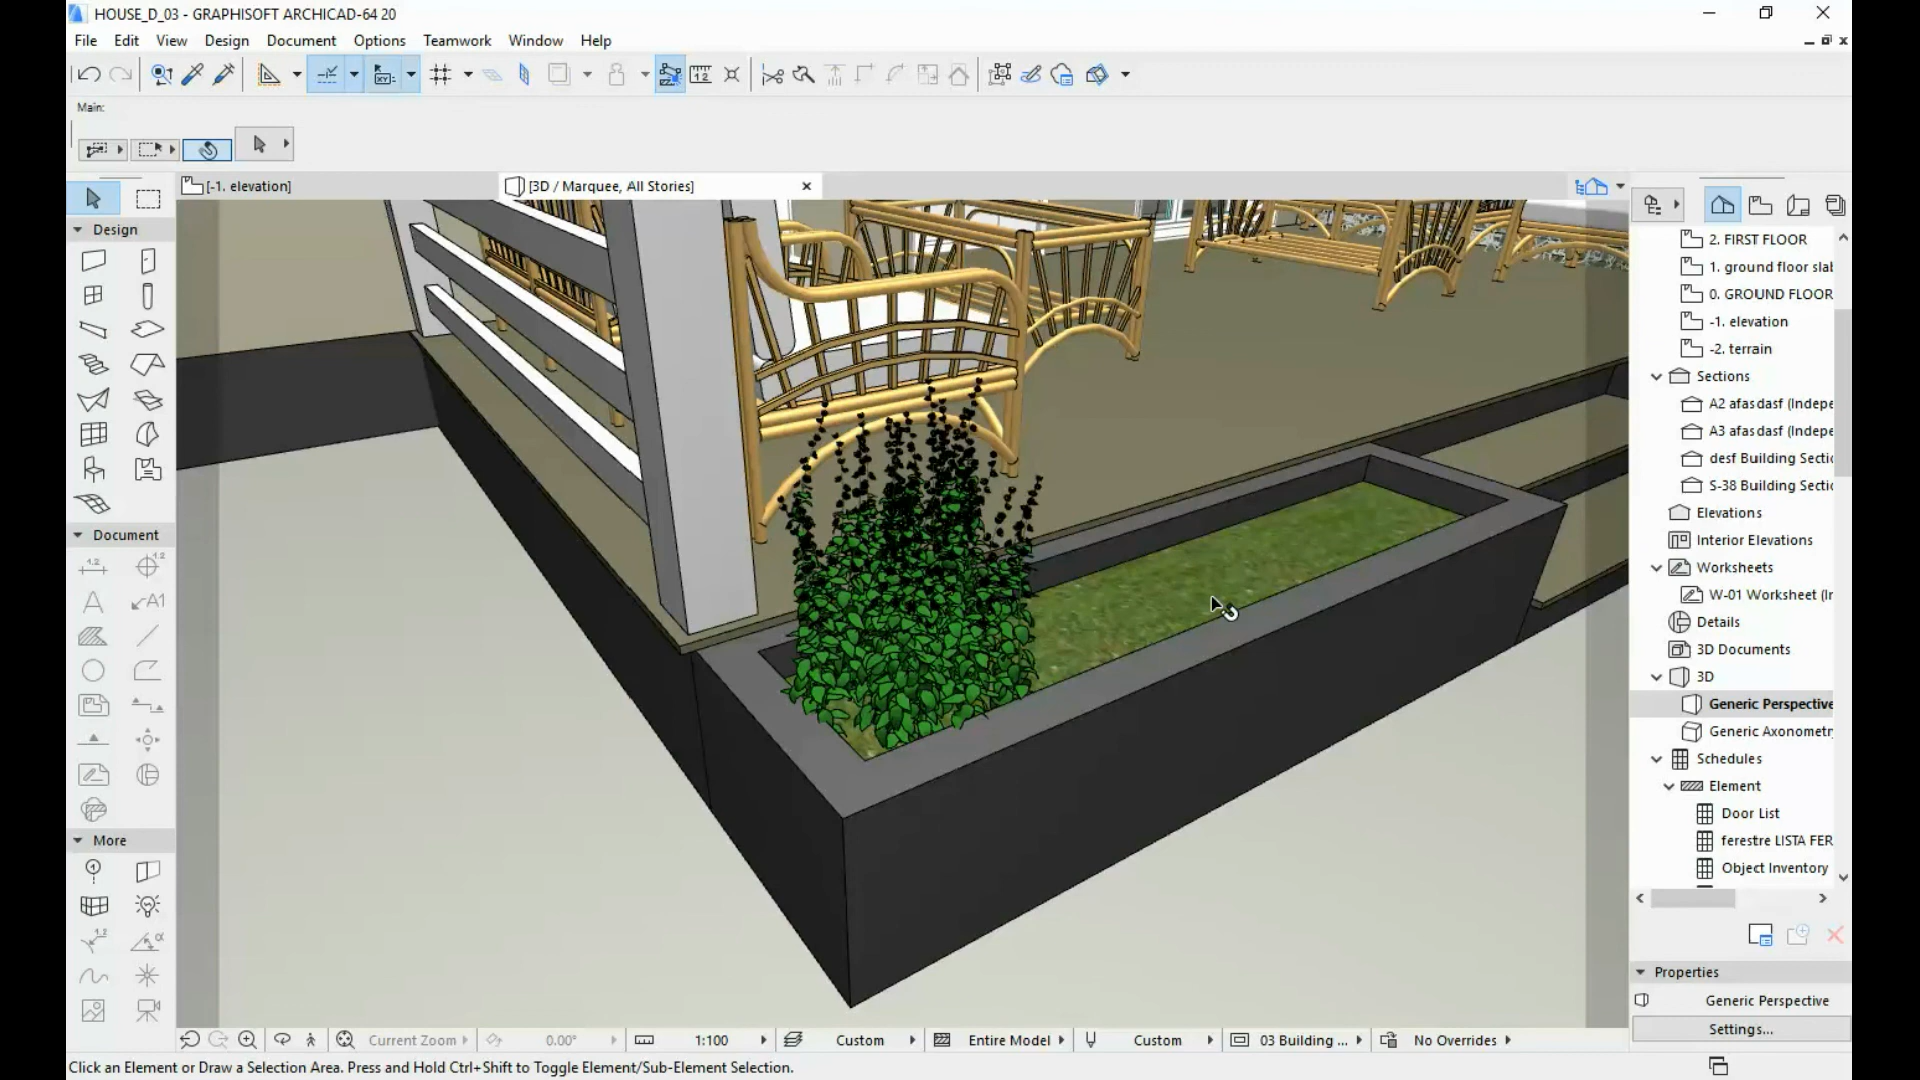 HOUSE_D_03 - GRAPHISOFT ARCHICAD-64 20
File Edit View Design Document Options Teamwork Window Help
Main:
[-1. elevation]
[3D / Marquee, All Stories]
Design
Document
More
2. FIRST FLOOR
1. ground floor slab
0. GROUND FLOOR
-1. elevation
-2. terrain
Sections
A2 afasdasf (Indepe
A3 afasdasf (Indepe
desf Building Sectio
S-38 Building Sectio
Elevations
Interior Elevations
Worksheets
W-01 Worksheet (Ir
Details
3D Documents
3D
Generic Perspective
Generic Axonometr
Schedules
Element
Door List
ferestre LISTA FER
Object Inventory
Properties
Generic Perspective
Settings...
Current Zoom 0.00° 1:100 Custom Entire Model Custom 03 Building ... No Overrides
Click an Element or Draw a Selection Area. Press and Hold Ctrl+Shift to Toggle Element/Sub-Element Selection.